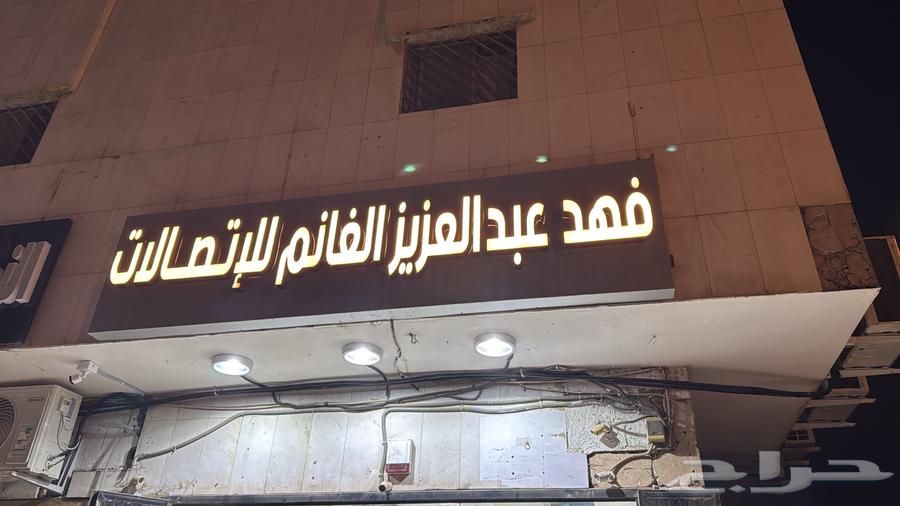 فهد عبدالعزيز الغانم للإتصالات
حراج